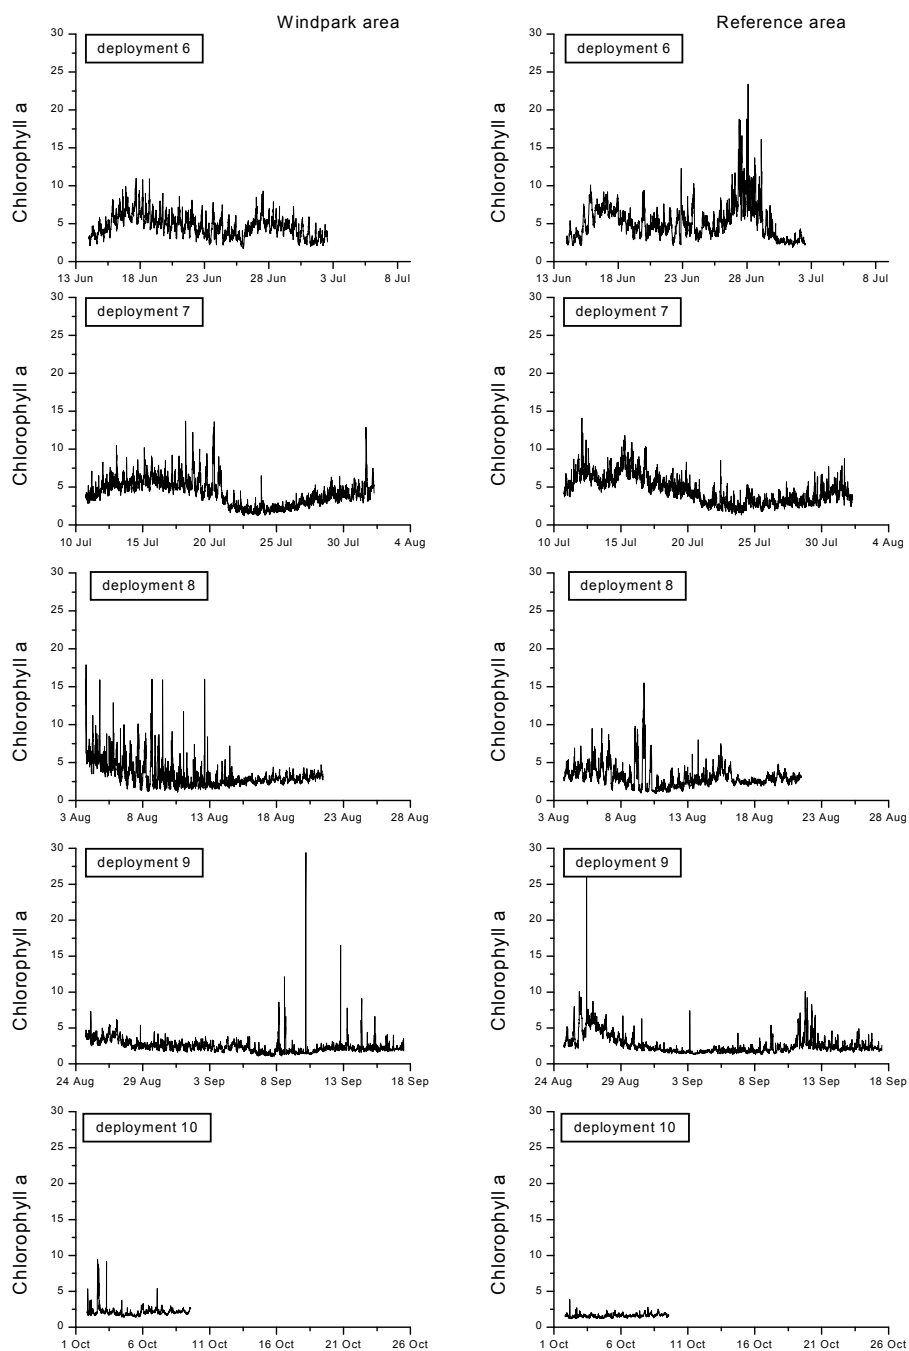 Windpark area
Reference area
deployment 6
deployment 6
Chlorophyll a
30
25
20
15
10
5
0
13 Jun 18 Jun 23 Jun 28 Jun 3 Jul 8 Jul
Chlorophyll a
30
25
20
15
10
5
0
13 Jun 18 Jun 23 Jun 28 Jun 3 Jul 8 Jul
deployment 7
deployment 7
Chlorophyll a
30
25
20
15
10
5
0
10 Jul 15 Jul 20 Jul 25 Jul 30 Jul 4 Aug
Chlorophyll a
30
25
20
15
10
5
0
10 Jul 15 Jul 20 Jul 25 Jul 30 Jul 4 Aug
deployment 8
deployment 8
Chlorophyll a
30
25
20
15
10
5
0
3 Aug 8 Aug 13 Aug 18 Aug 23 Aug 28 Aug
Chlorophyll a
30
25
20
15
10
5
0
3 Aug 8 Aug 13 Aug 18 Aug 23 Aug 28 Aug
deployment 9
deployment 9
Chlorophyll a
30
25
20
15
10
5
0
24 Aug 29 Aug 3 Sep 8 Sep 13 Sep 18 Sep
Chlorophyll a
30
25
20
15
10
5
0
24 Aug 29 Aug 3 Sep 8 Sep 13 Sep 18 Sep
deployment 10
deployment 10
Chlorophyll a
30
25
20
15
10
5
0
1 Oct 6 Oct 11 Oct 16 Oct 21 Oct 26 Oct
Chlorophyll a
30
25
20
15
10
5
0
1 Oct 6 Oct 11 Oct 16 Oct 21 Oct 26 Oct